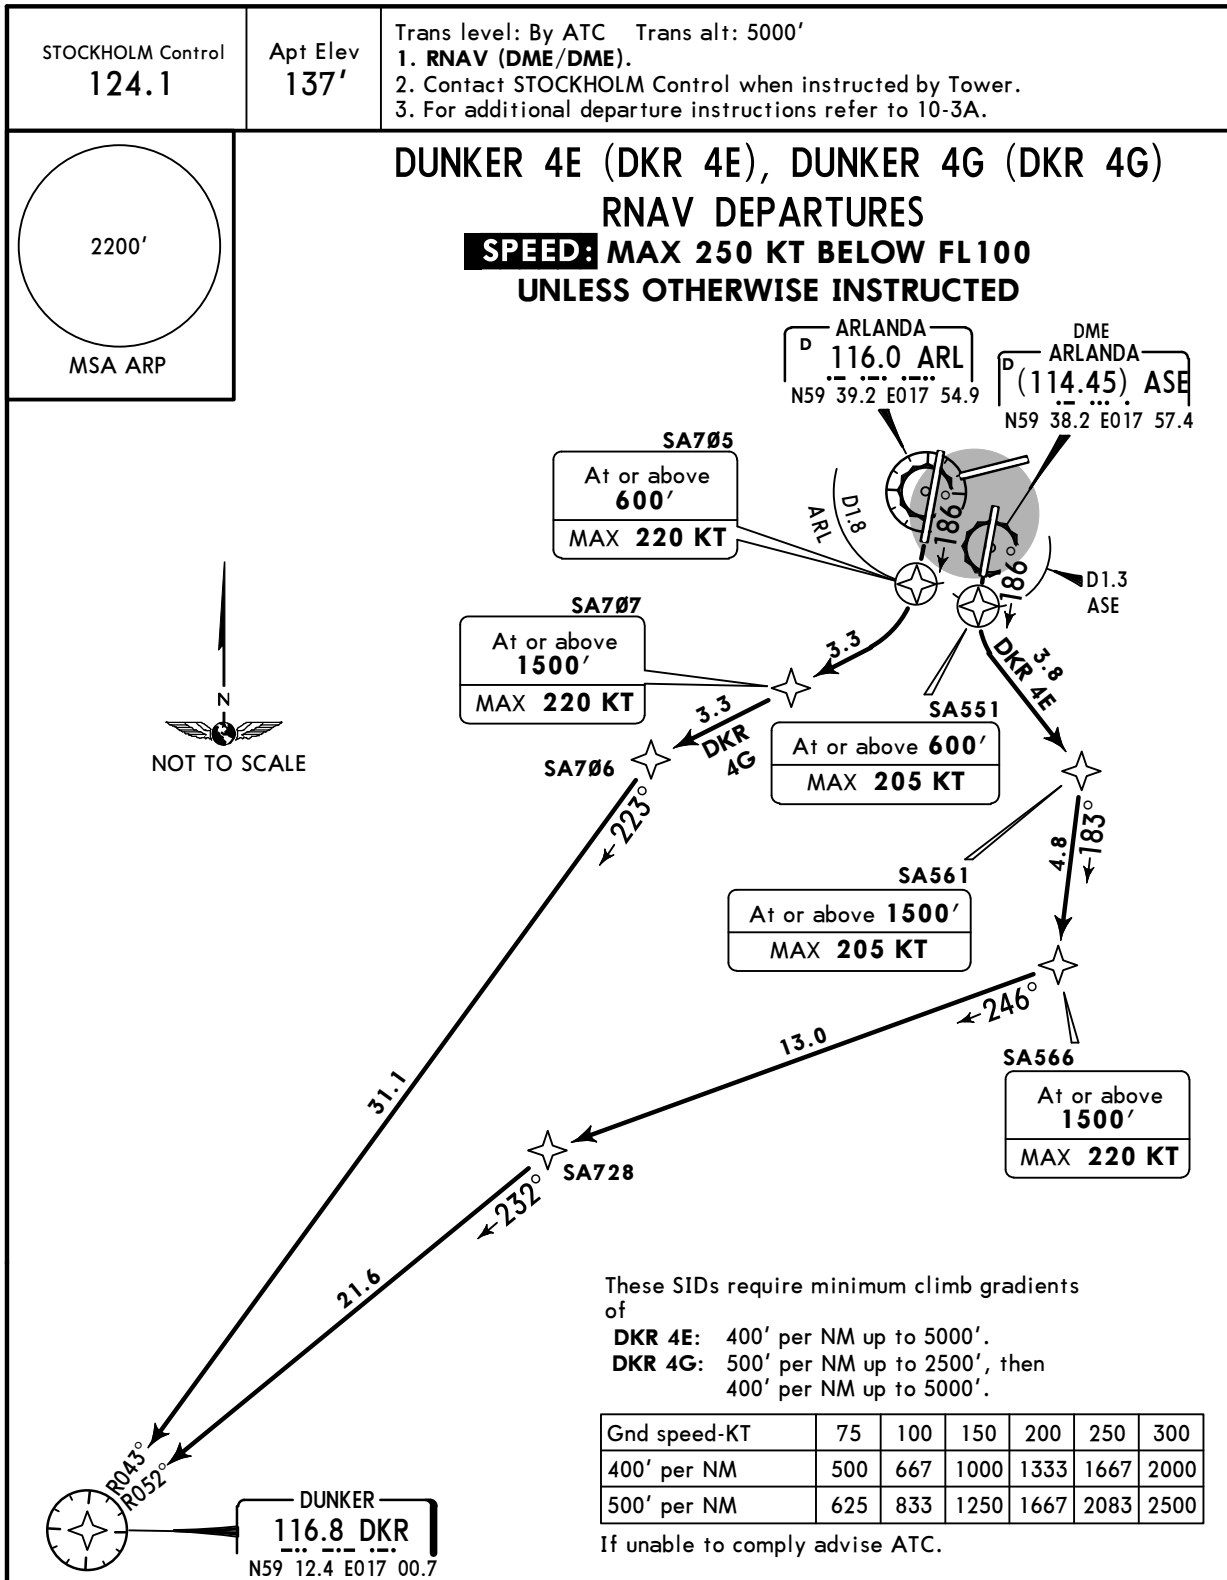 STOCKHOLM Control
124.1
Apt Elev
137'
Trans level: By ATC Trans alt: 5000'
1. RNAV (DME/DME).
2. Contact STOCKHOLM Control when instructed by Tower.
3. For additional departure instructions refer to 10-3A.
2200'
MSA ARP
DUNKER 4E (DKR 4E), DUNKER 4G (DKR 4G)
RNAV DEPARTURES
SPEED: MAX 250 KT BELOW FL100
UNLESS OTHERWISE INSTRUCTED
ARLANDA
D 116.0 ARL
N59 39.2 E017 54.9
DME
ARLANDA
D (114.45) ASE
N59 38.2 E017 57.4
SA7Ø5
At or above
600'
MAX 220 KT
D1.8
ARL
186°
186°
D1.3
ASE
SA7Ø7
At or above
1500'
MAX 220 KT
3.3
3.8
DKR 4E
N
NOT TO SCALE
3.3
DKR
4G
SA551
At or above 600'
MAX 205 KT
SA7Ø6
223°
183°
4.8
SA561
At or above 1500'
MAX 205 KT
246°
13.0
SA566
At or above
1500'
MAX 220 KT
31.1
SA728
232°
21.6
These SIDs require minimum climb gradients
of
DKR 4E: 400' per NM up to 5000'.
DKR 4G: 500' per NM up to 2500', then
400' per NM up to 5000'.
Gnd speed-KT 75 100 150 200 250 300
400' per NM 500 667 1000 1333 1667 2000
500' per NM 625 833 1250 1667 2083 2500
If unable to comply advise ATC.
R043°
R052°
DUNKER
116.8 DKR
N59 12.4 E017 00.7